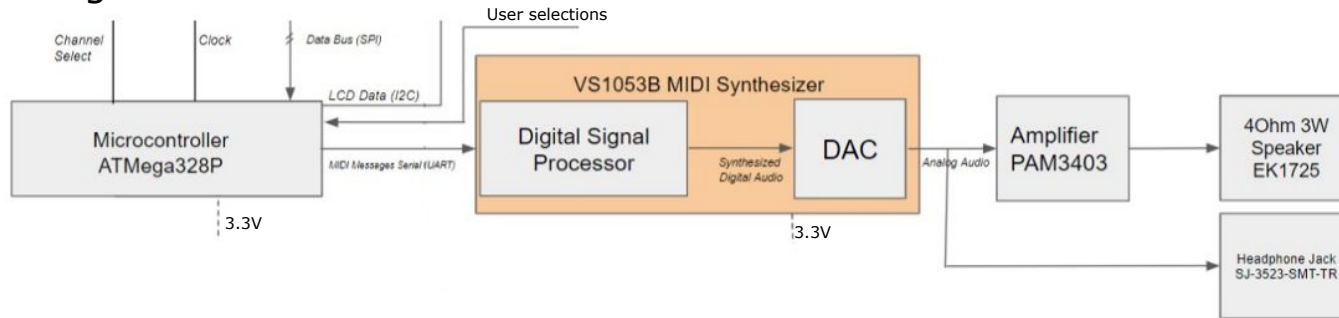 User selections
Channel
Select
Clock
Data Bus (SPI)
LCD Data (I2C)
Microcontroller
ATMega328P
MIDI Messages Serial (UART)
3.3V
VS1053B MIDI Synthesizer
Digital Signal
Processor
Synthesized
Digital Audio
DAC
3.3V
Analog Audio
Amplifier
PAM3403
4Ohm 3W
Speaker
EK1725
Headphone Jack
SJ-3523-SMT-TR